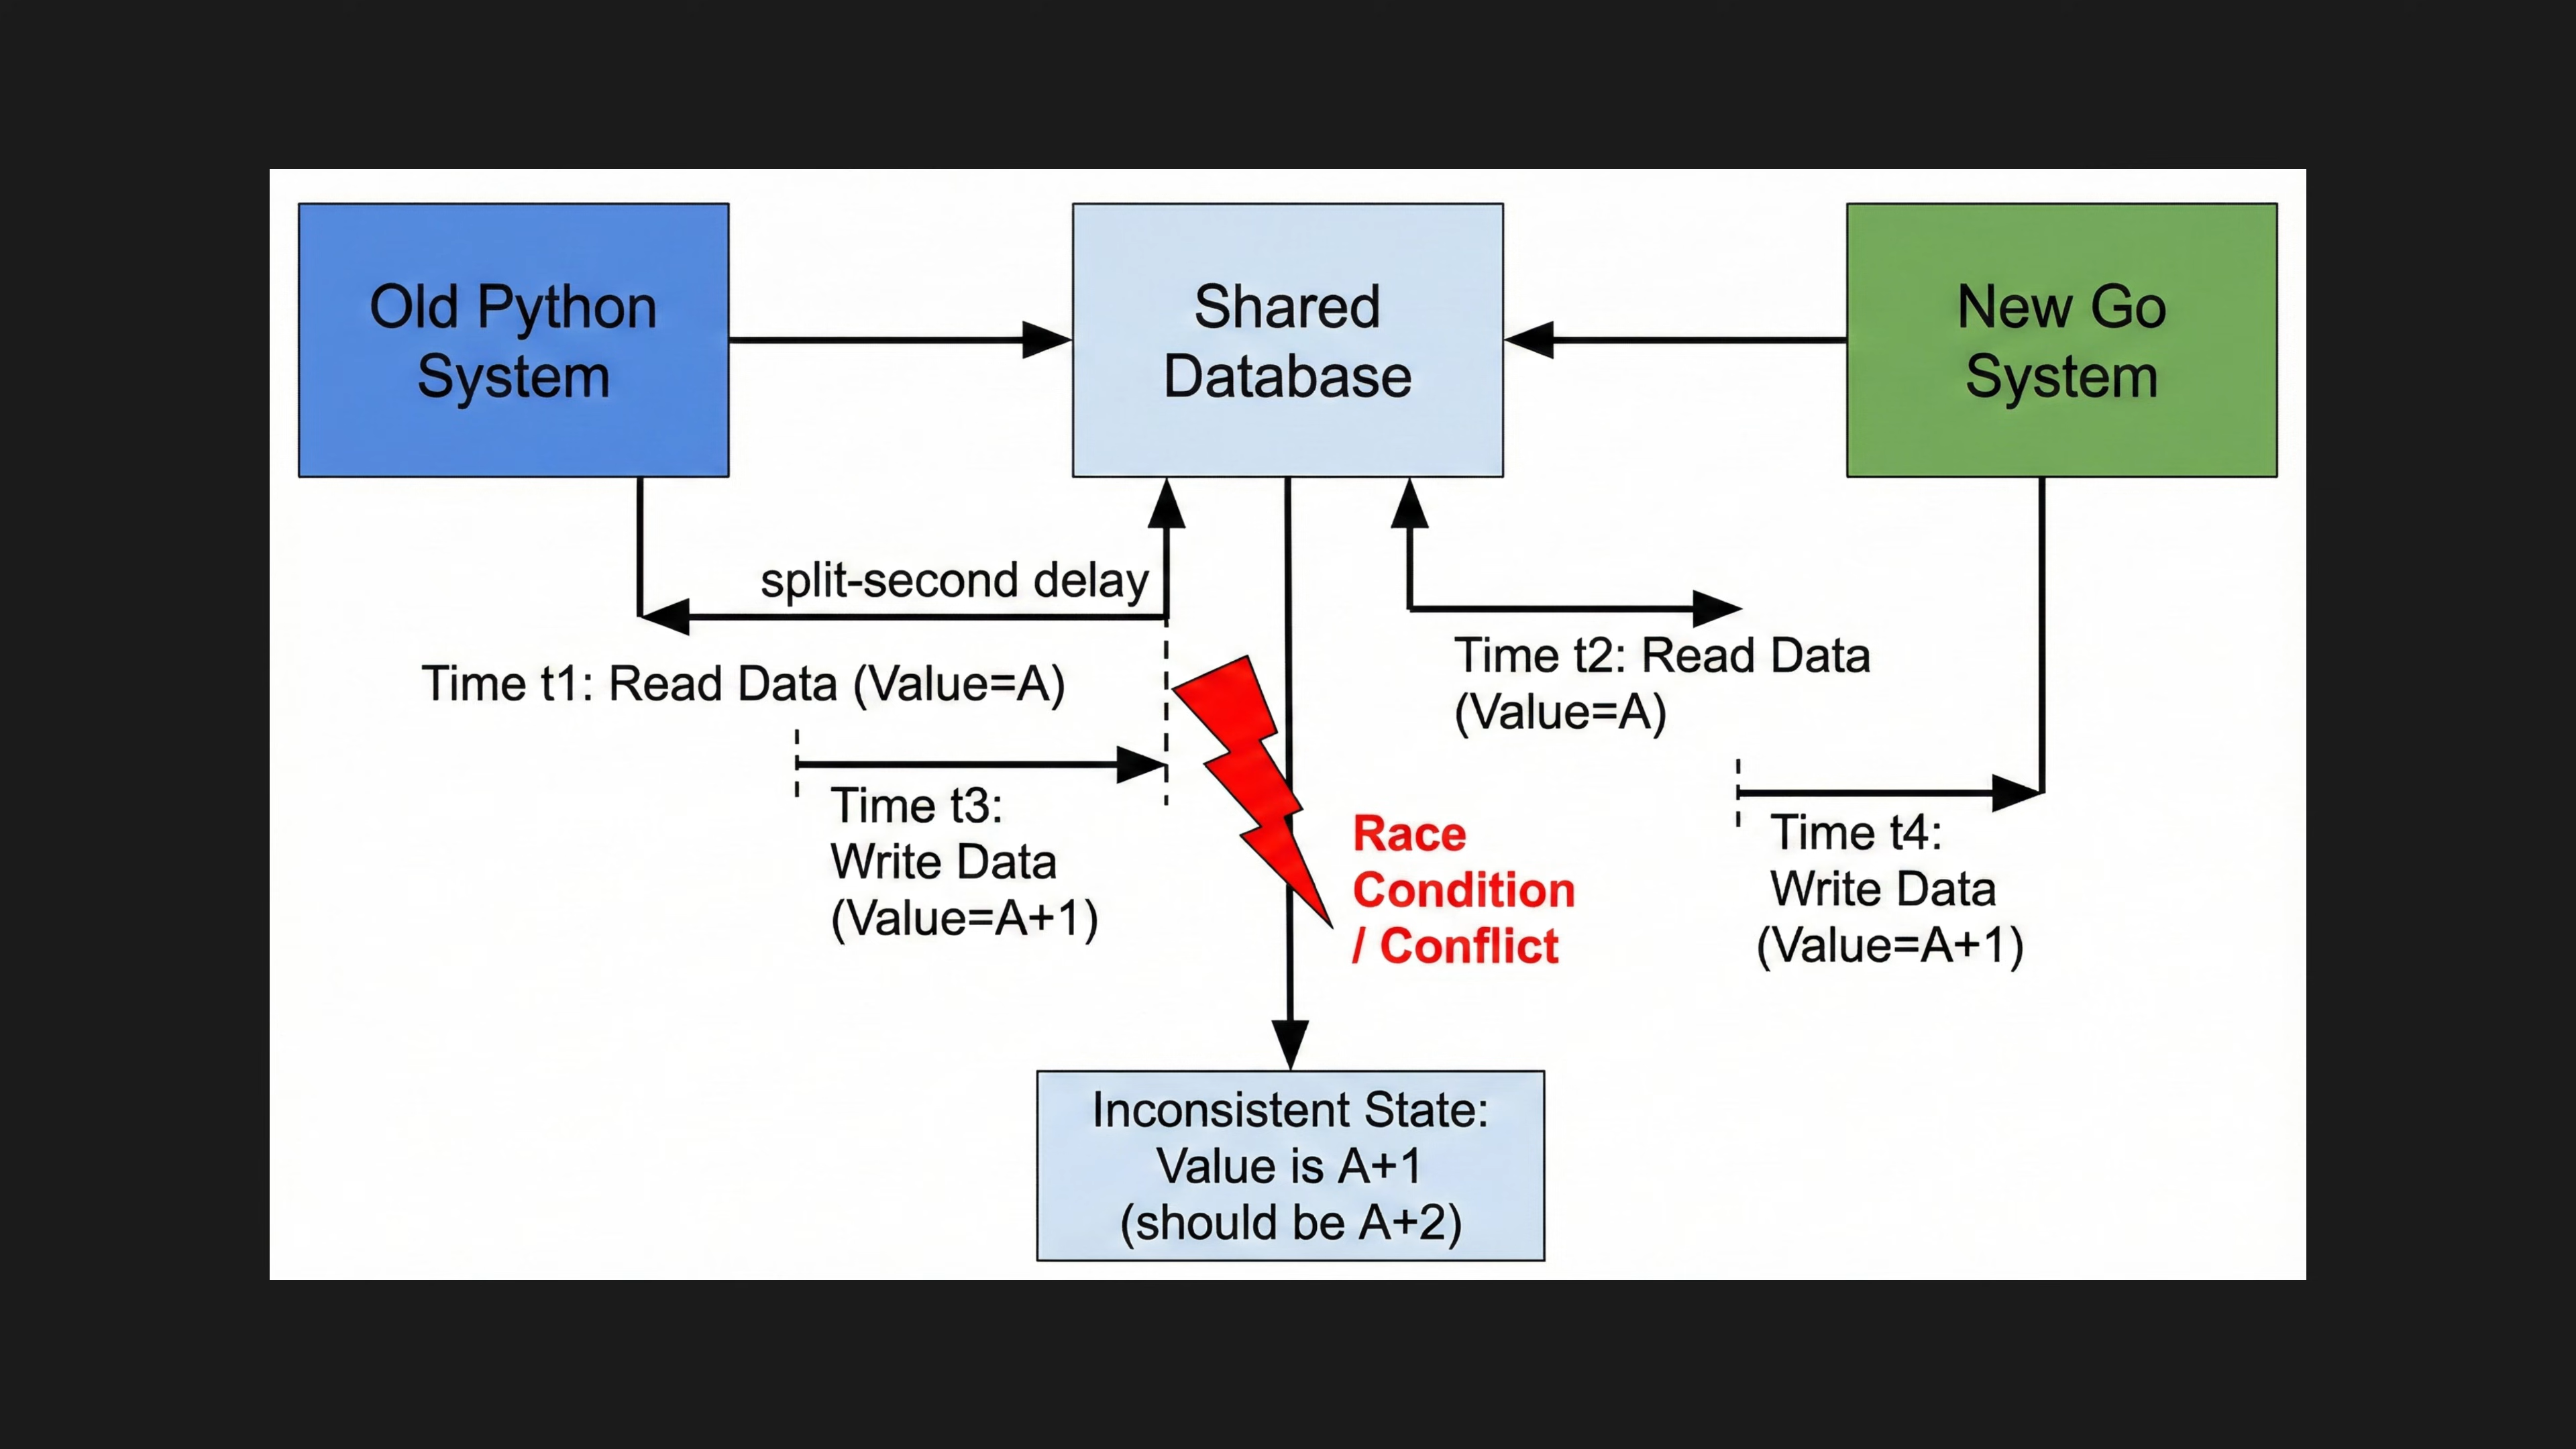 Old Python
System
Shared
Database
New Go
System
split-second delay
Time t1: Read Data (Value=A)
Time t2: Read Data
(Value=A)
Time t3:
Write Data
(Value=A+1)
Race
Condition
/ Conflict
Time t4:
Write Data
(Value=A+1)
Inconsistent State:
Value is A+1
(should be A+2)